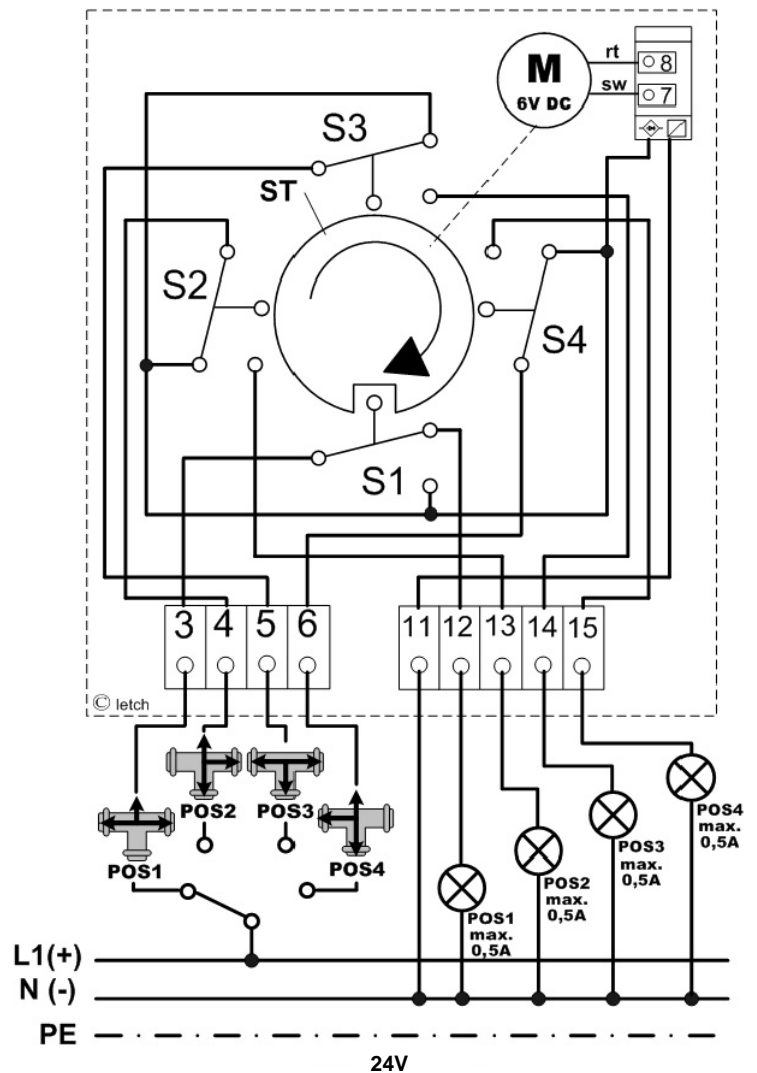 M
6V DC
rt
sw
8
7
S3
ST
S2
S4
S1
3 4 5 6
11 12 13 14 15
© letch
POS1
POS2
POS3
POS4
POS1
max.
0,5A
POS2
max.
0,5A
POS3
max.
0,5A
POS4
max.
0,5A
L1(+)
N (-)
PE
24V